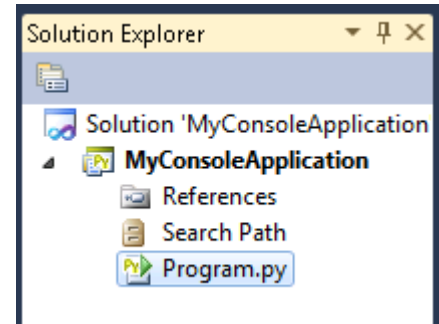 Solution Explorer
Solution 'MyConsoleApplication
MyConsoleApplication
References
Search Path
Program.py